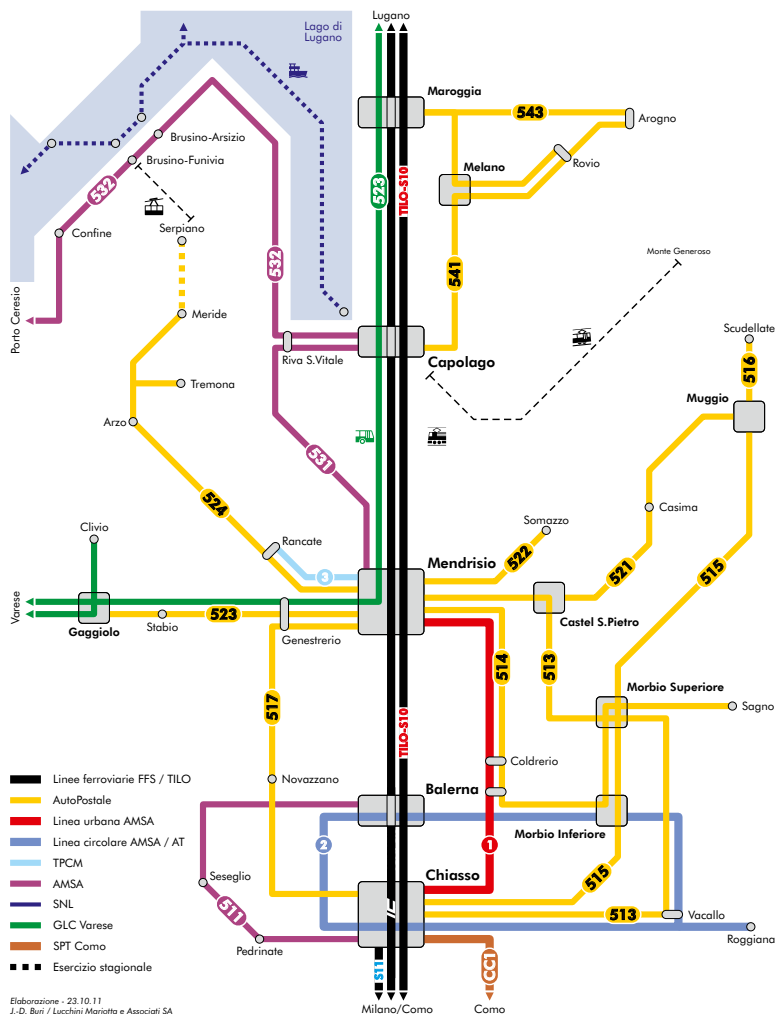 Lugano
Lago di
Lugano
Maroggia
543
Arogno
Brusino-Arsizio
Brusino-Funivia
Melano
Rovio
532
523
TILO-S10
Serpiano
Confine
532
541
Monte Generoso
Porto Ceresio
Meride
Scudellate
Riva S.Vitale
Capolago
516
Tremona
Muggio
Arzo
531
524
Casima
Clivio
Rancate
Somazzo
522
Mendrisio
521
515
3
Varese
Gaggiolo
Stabio
523
Genestrerio
Castel S.Pietro
514
513
Morbio Superiore
517
Sagno
TILO-S10
Coldrerio
Novazzano
Balerna
Morbio Inferiore
2
1
Chiasso
515
Seseglio
511
513
Vacallo
Pedrinate
Roggiana
S11
CC1
Milano/Como
Como
Linee ferroviarie FFS / TILO
AutoPostale
Linea urbana AMSA
Linea circolare AMSA / AT
TPCM
AMSA
SNL
GLC Varese
SPT Como
Esercizio stagionale
Elaborazione - 23.10.11
J.-D. Buri / Lucchini Mariotta e Associati SA